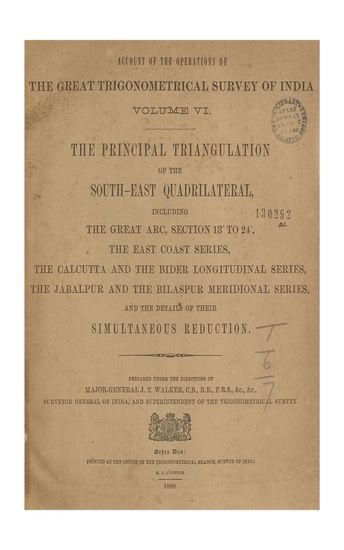 ACCOUNT OF THE OPERATIONS OF
THE GREAT TRIGONOMETRICAL SURVEY OF INDIA
VOLUME VI.
THE PRINCIPAL TRIANGULATION
OF THE
SOUTH-EAST QUADRILATERAL,
INCLUDING
130292
THE GREAT ARC, SECTION 18° TO 24°,
THE EAST COAST SERIES,
THE CALCUTTA AND THE BIDER LONGITUDINAL SERIES,
THE JABALPUR AND THE BILASPUR MERIDIONAL SERIES,
AND THE DETAILS OF THEIR
SIMULTANEOUS REDUCTION.
T
6
7
PREPARED UNDER THE DIRECTIONS OF
MAJOR-GENERAL J. T. WALKER, C.B., R.E., F.R.S., &c., &c.,
SURVEYOR GENERAL OF INDIA, AND SUPERINTENDENT OF THE TRIGONOMETRICAL SURVEY.
Dehra Dun:
PRINTED AT THE OFFICE OF THE TRIGONOMETRICAL BRANCH, SURVEY OF INDIA.
1880.